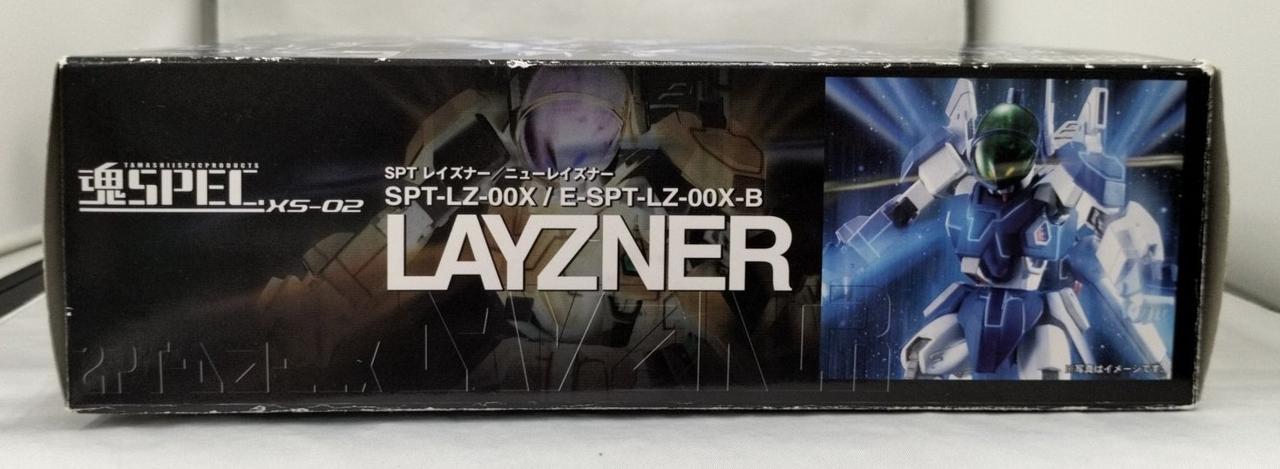 TAMASHIISPECPRODUCTS
魂SPEC XS-02
SPT レイズナー／ニューレイズナー
SPT-LZ-00X / E-SPT-LZ-00X-B
LAYZNER
※写真はイメージです。